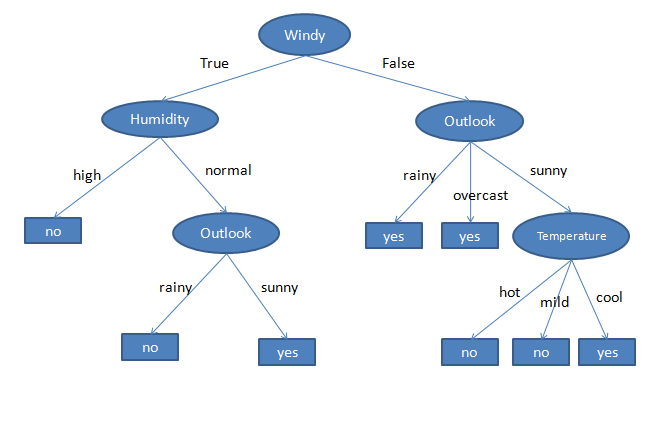 Windy
True
False
Humidity
Outlook
high
normal
rainy
overcast
sunny
no
Outlook
yes
yes
Temperature
rainy
sunny
hot
mild
cool
no
yes
no
no
yes